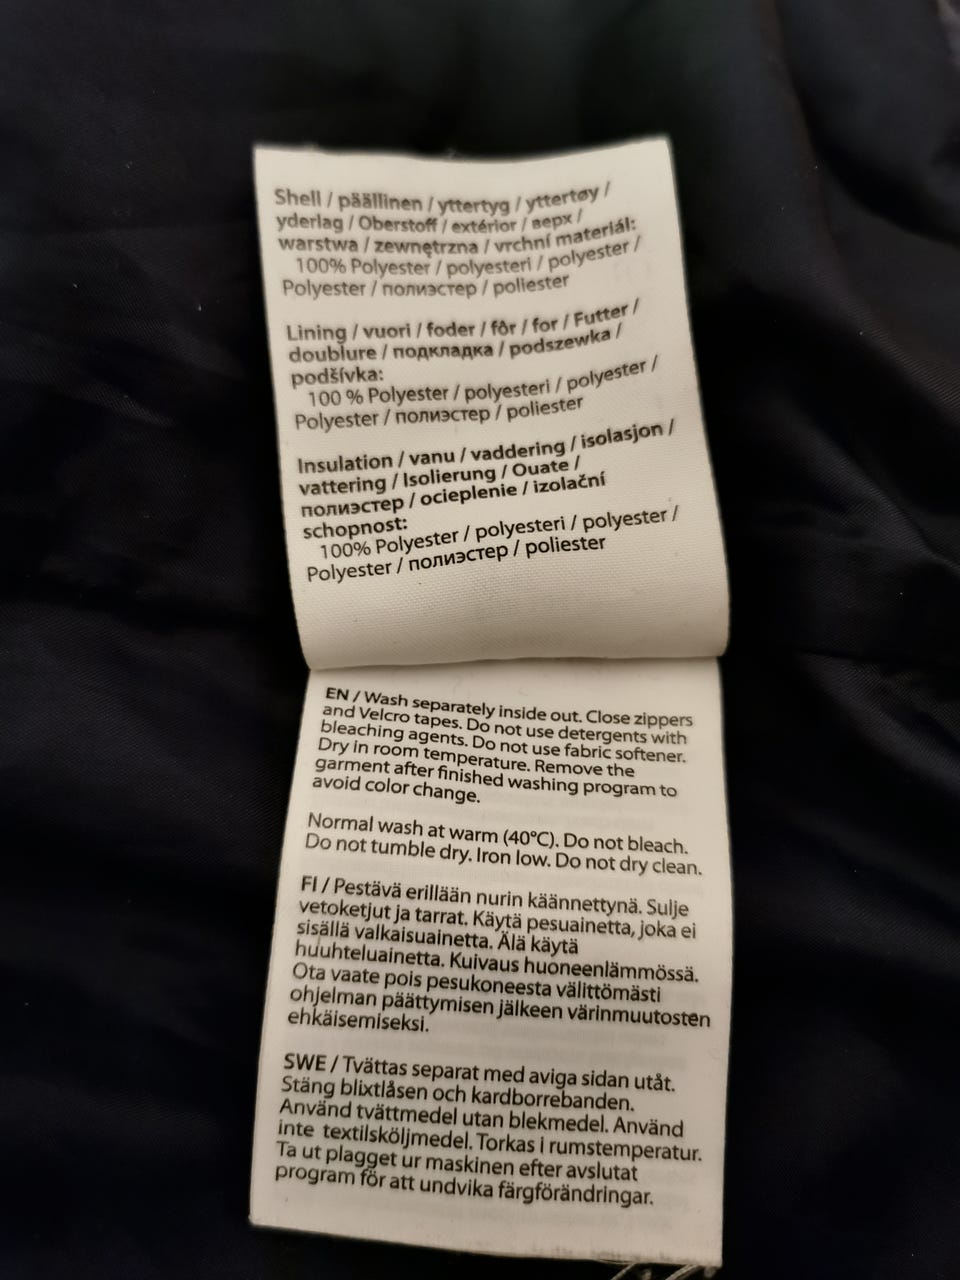 Shell / päällinen / yttertyg / yttertøy /
yderlag / Oberstoff / extérior / верх /
warstwa / zewnętrzna / vrchní materiál:
100% Polyester / polyesteri / polyester /
Polyester / полиэстер / poliester
Lining / vuori / foder / fôr / for / Futter /
doublure / подкладка / podszewka /
podšívka:
100 % Polyester / polyesteri / polyester /
Polyester / полиэстер / poliester
Insulation / vanu / vaddering / isolasjon /
vattering / Isolierung / Ouate /
полиэстер / ocieplenie / izolační
schopnost:
100% Polyester / polyesteri / polyester /
Polyester / полиэстер / poliester
EN / Wash separately inside out. Close zippers
and Velcro tapes. Do not use detergents with
bleaching agents. Do not use fabric softener.
Dry in room temperature. Remove the
garment after finished washing program to
avoid color change.
Normal wash at warm (40°C). Do not bleach.
Do not tumble dry. Iron low. Do not dry clean.
FI / Pestävä erillään nurin käännettynä. Sulje
vetoketjut ja tarrat. Käytä pesuainetta, joka ei
sisällä valkaisuainetta. Älä käytä
huuhteluainetta. Kuivaus huoneenlämmössä.
Ota vaate pois pesukoneesta välittömästi
ohjelman päättymisen jälkeen värinmuutosten
ehkäisemiseksi.
SWE / Tvättas separat med aviga sidan utåt.
Stäng blixtlåsen och kardborrebanden.
Använd tvättmedel utan blekmedel. Använd
inte textilsköljmedel. Torkas i rumstemperatur.
Ta ut plagget ur maskinen efter avslutat
program för att undvika färgförändringar.